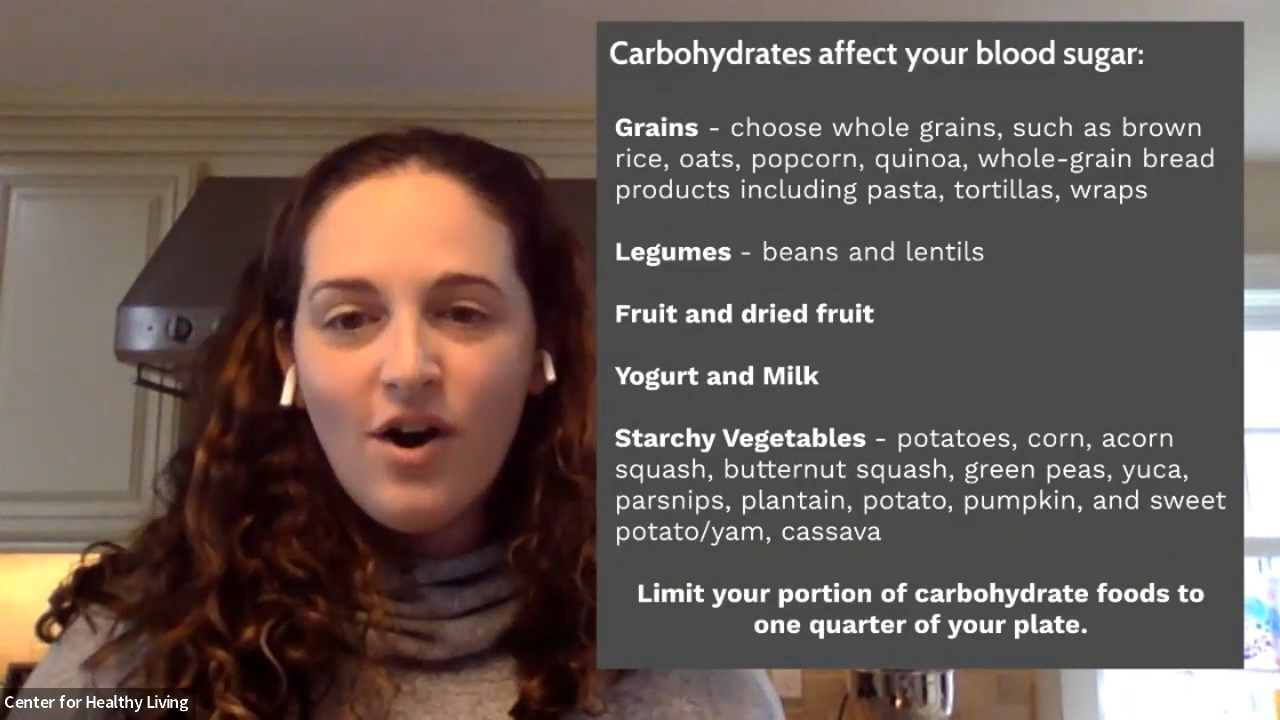 Carbohydrates affect your blood sugar:
Grains - choose whole grains, such as brown
rice, oats, popcorn, quinoa, whole-grain bread
products including pasta, tortillas, wraps
Legumes - beans and lentils
Fruit and dried fruit
Yogurt and Milk
Starchy Vegetables - potatoes, corn, acorn
squash, butternut squash, green peas, yuca,
parsnips, plantain, potato, pumpkin, and sweet
potato/yam, cassava
Limit your portion of carbohydrate foods to
one quarter of your plate.
Center for Healthy Living